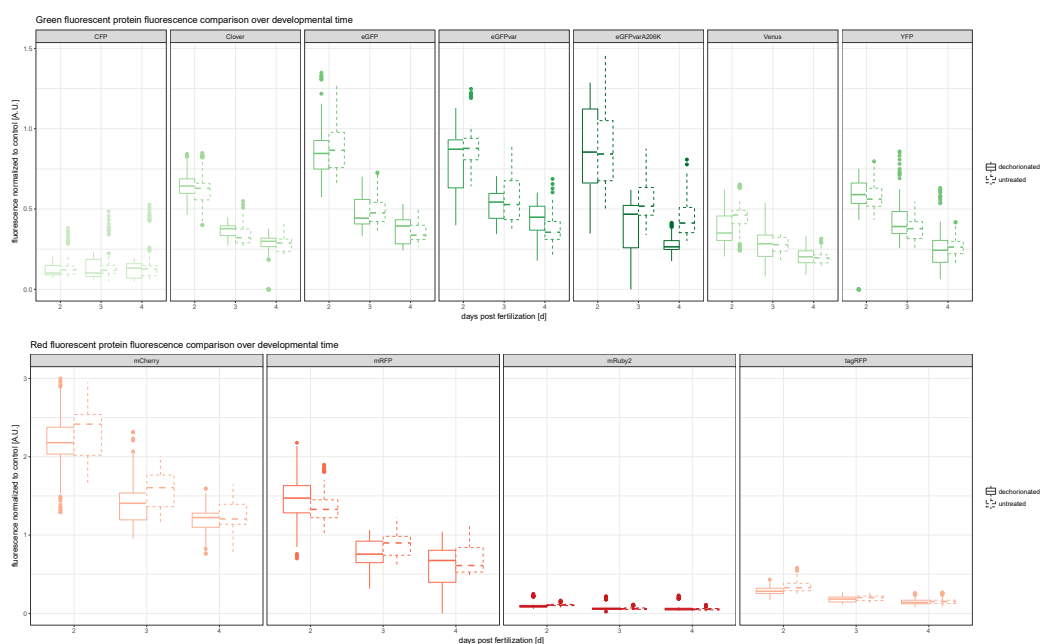 Green fluorescent protein fluorescence comparison over developmental time
CFP Clover eGFP eGFPvar eGFPvarA206K Venus YFP
fluorescence normalized to control [A.U.]
1.5
1.0
0.5
0.0
2 3 4 2 3 4 2 3 4 2 3 4 2 3 4 2 3 4 2 3 4
days post fertilization [d]
dechorionated
untreated
Red fluorescent protein fluorescence comparison over developmental time
mCherry mRFP mRuby2 tagRFP
fluorescence normalized to control [A.U.]
3
2
1
0
2 3 4 2 3 4 2 3 4 2 3 4
days post fertilization [d]
dechorionated
untreated